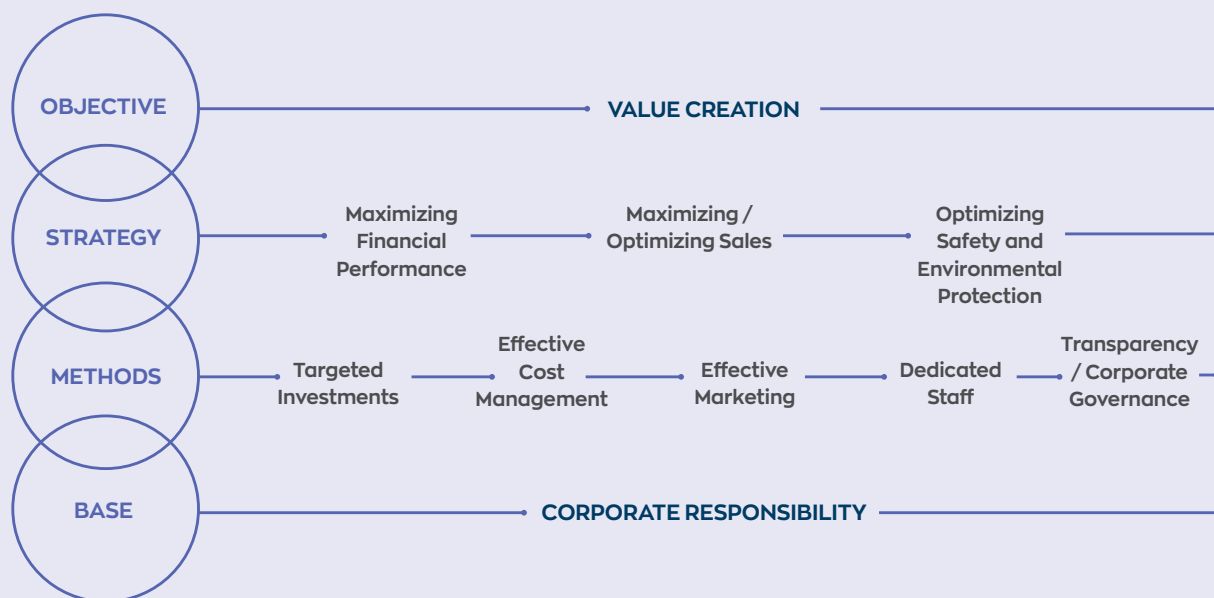 OBJECTIVE
VALUE CREATION
STRATEGY
Maximizing
Financial
Performance
Maximizing /
Optimizing Sales
Optimizing
Safety and
Environmental
Protection
METHODS
Targeted
Investments
Effective
Cost
Management
Effective
Marketing
Dedicated
Staff
Transparency
/ Corporate
Governance
BASE
CORPORATE RESPONSIBILITY